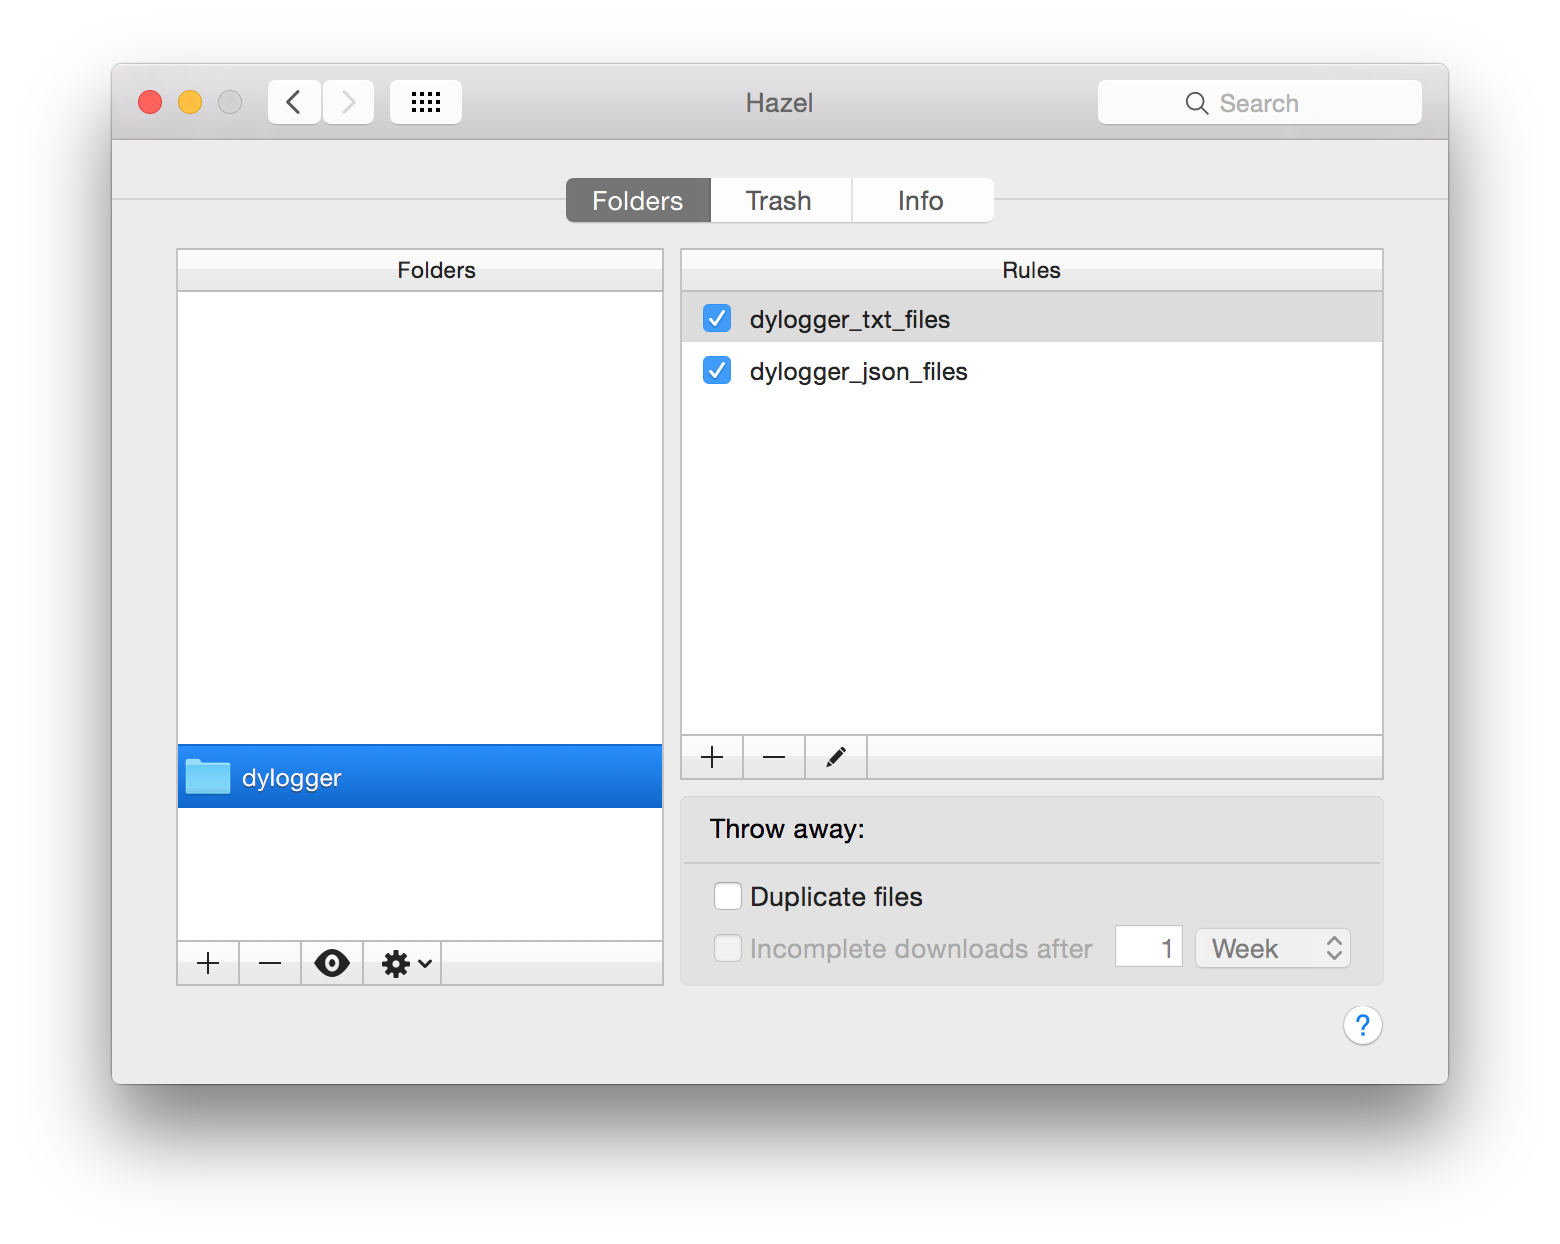 Hazel
Search
Folders
Trash
Info
Folders
dylogger
Rules
dylogger_txt_files
dylogger_json_files
Throw away:
Duplicate files
Incomplete downloads after 1 Week
?